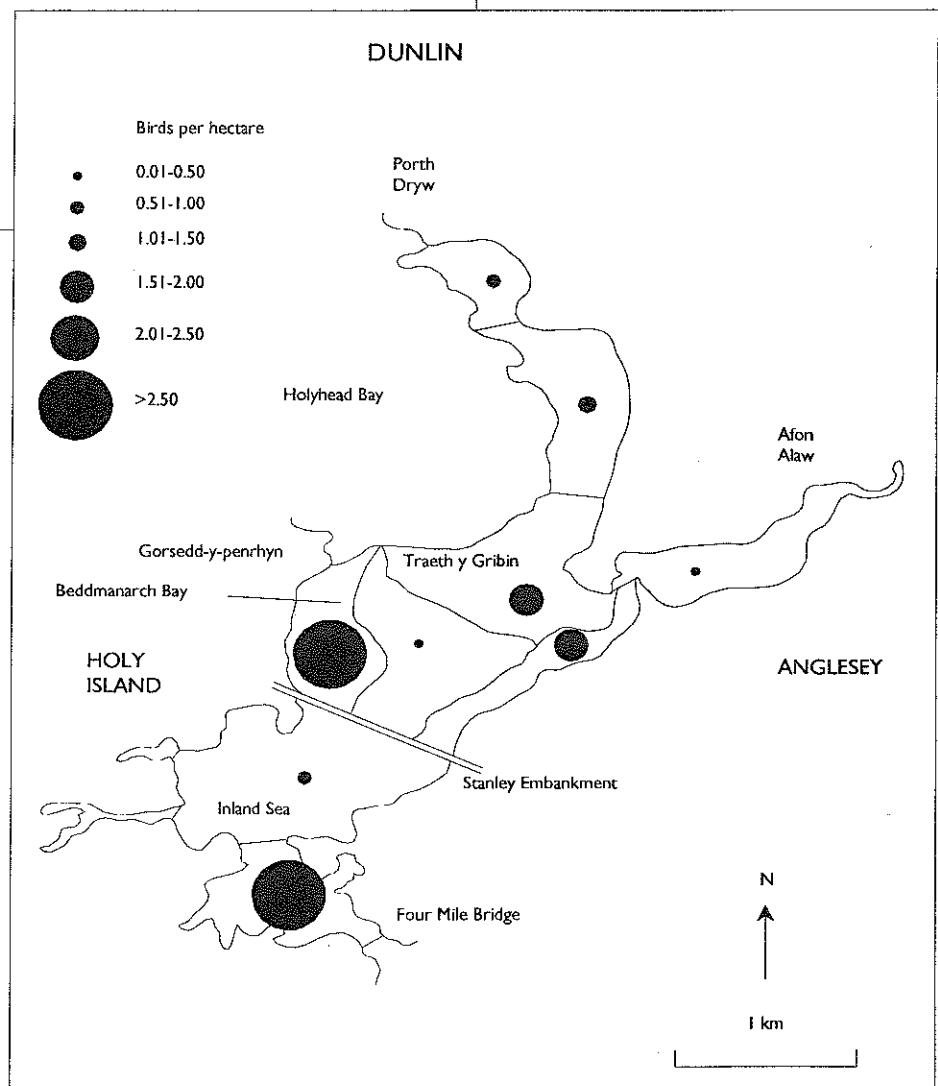 DUNLIN
Birds per hectare
0.01-0.50
0.51-1.00
1.01-1.50
1.51-2.00
2.01-2.50
>2.50
Porth
Dryw
Holyhead Bay
Afon
Alaw
Gorsedd-y-penrhyn
Traeth y Gribin
Beddmanarch Bay
HOLY
ISLAND
ANGLESEY
Stanley Embankment
Inland Sea
Four Mile Bridge
N
1 km